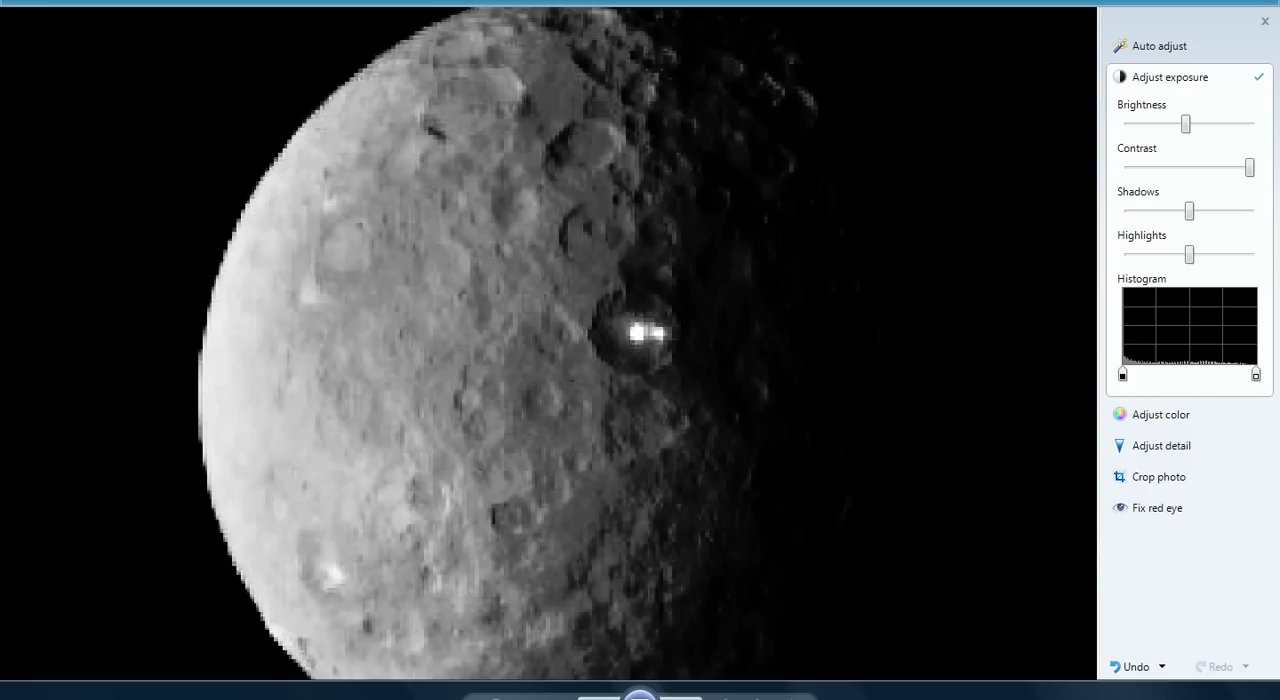 Auto adjust
Adjust exposure
Brightness
Contrast
Shadows
Highlights
Histogram
Adjust color
Adjust detail
Crop photo
Fix red eye
Undo
Redo